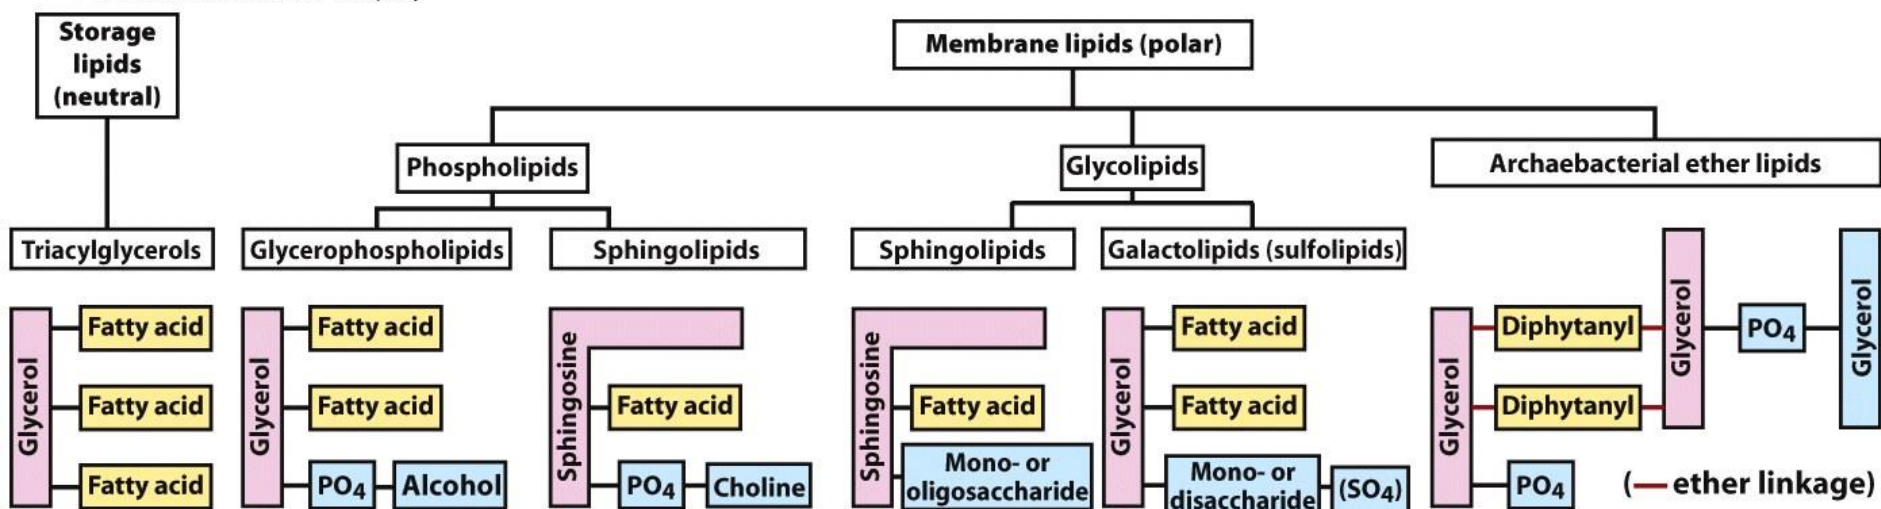 Storage
lipids
(neutral)
Membrane lipids (polar)
Phospholipids
Glycolipids
Archaebacterial ether lipids
Triacylglycerols
Glycerophospholipids
Sphingolipids
Sphingolipids
Galactolipids (sulfolipids)
Glycerol
Fatty acid
Fatty acid
Fatty acid
Glycerol
Fatty acid
Fatty acid
PO4
Alcohol
Sphingosine
Fatty acid
PO4
Choline
Sphingosine
Fatty acid
Mono- or
oligosaccharide
Glycerol
Fatty acid
Fatty acid
Mono- or
disaccharide
(SO4)
Glycerol
Diphytanyl
Diphytanyl
PO4
Glycerol
PO4
Glycerol
(— ether linkage)